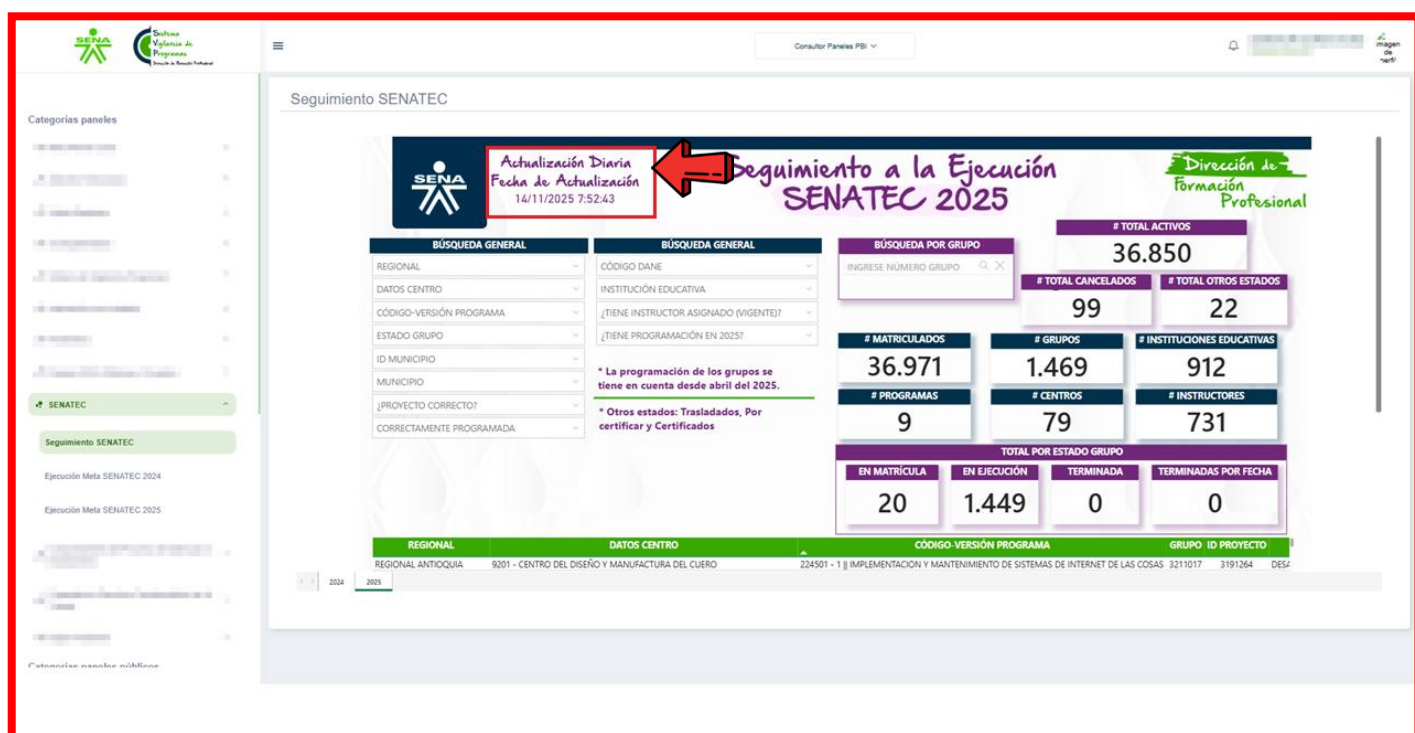 SENA
Sistema
Vigilancia de
Programas
Dirección de Formación Profesional
Consultor Paneles PBI
Imagen
de
perfil
Categorías paneles
SENATEC
Seguimiento SENATEC
Ejecución Meta SENATEC 2024
Ejecución Meta SENATEC 2025
Categorías paneles públicos
Seguimiento SENATEC
SENA
Actualización Diaria
Fecha de Actualización
14/11/2025 7:52:43
Seguimiento a la Ejecución
SENATEC 2025
Dirección de
Formación
Profesional
BÚSQUEDA GENERAL
REGIONAL
DATOS CENTRO
CÓDIGO-VERSIÓN PROGRAMA
ESTADO GRUPO
ID MUNICIPIO
MUNICIPIO
¿PROYECTO CORRECTO?
CORRECTAMENTE PROGRAMADA
BÚSQUEDA GENERAL
CÓDIGO DANE
INSTITUCIÓN EDUCATIVA
¿TIENE INSTRUCTOR ASIGNADO (VIGENTE)?
¿TIENE PROGRAMACIÓN EN 2025?
* La programación de los grupos se
tiene en cuenta desde abril del 2025.
* Otros estados: Trasladados, Por
certificar y Certificados
BÚSQUEDA POR GRUPO
INGRESE NÚMERO GRUPO
# TOTAL ACTIVOS
36.850
# TOTAL CANCELADOS
99
# TOTAL OTROS ESTADOS
22
# MATRICULADOS
36.971
# GRUPOS
1.469
# INSTITUCIONES EDUCATIVAS
912
# PROGRAMAS
9
# CENTROS
79
# INSTRUCTORES
731
TOTAL POR ESTADO GRUPO
EN MATRÍCULA
20
EN EJECUCIÓN
1.449
TERMINADA
0
TERMINADAS POR FECHA
0
REGIONAL DATOS CENTRO CÓDIGO-VERSIÓN PROGRAMA GRUPO ID PROYECTO
REGIONAL ANTIOQUIA 9201 - CENTRO DEL DISEÑO Y MANUFACTURA DEL CUERO 224501 - 1 || IMPLEMENTACION Y MANTENIMIENTO DE SISTEMAS DE INTERNET DE LAS COSAS 3211017 3191264 DESA
2024 2025